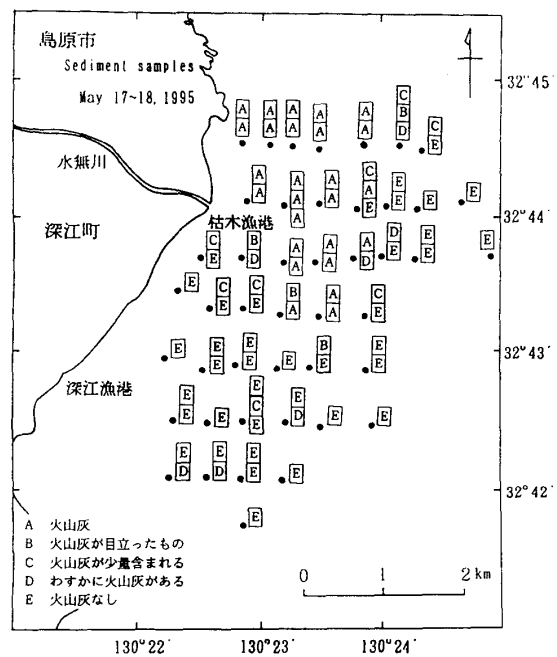 島原市
Sediment samples
May 17~18, 1995
水無川
深江町
枯木漁港
深江漁港
32°45′
32°44′
32°43′
32°42′
A A
A A
A A
A A
A A
C B D
C E
A A
A A A
A A
C A E
E E
E
E
C E
B D
A A
A A
A D
D E
E E
E
E
C E
C E
B A
A A
C E
E
E E
E E
E
B E
E E
E E
E
E C E
E D
E
E
E D
E D
E E
E
E
A 火山灰
B 火山灰が目立ったもの
C 火山灰が少量含まれる
D わすかに火山灰がある
E 火山灰なし
0 1 2 km
130°22′
130°23′
130°24′